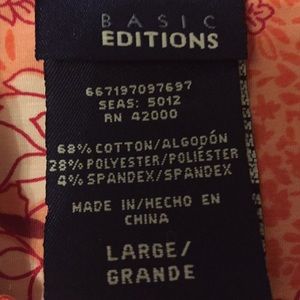 BASIC
EDITIONS
667197097697
SEAS: 5012
RN 42000
68% COTTON/ALGODÓN
28% POLYESTER/POLIÉSTER
4% SPANDEX/SPANDEX
MADE IN/HECHO EN
CHINA
LARGE/
GRANDE